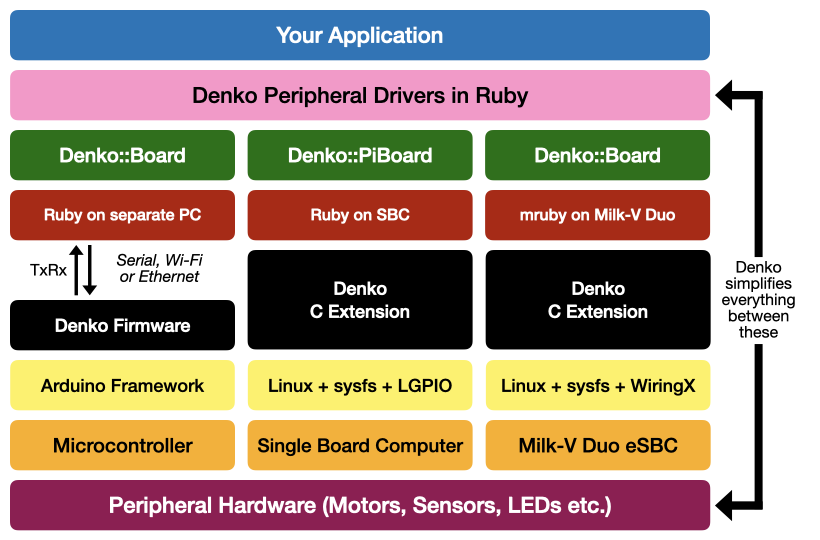 Your Application
Denko Peripheral Drivers in Ruby
Denko::Board
Denko::PiBoard
Denko::Board
Ruby on separate PC
Ruby on SBC
mruby on Milk-V Duo
TxRx
Serial, Wi-Fi
or Ethernet
Denko
C Extension
Denko
C Extension
Denko Firmware
Arduino Framework
Linux + sysfs + LGPIO
Linux + sysfs + WiringX
Microcontroller
Single Board Computer
Milk-V Duo eSBC
Peripheral Hardware (Motors, Sensors, LEDs etc.)
Denko
simplifies
everything
between
these